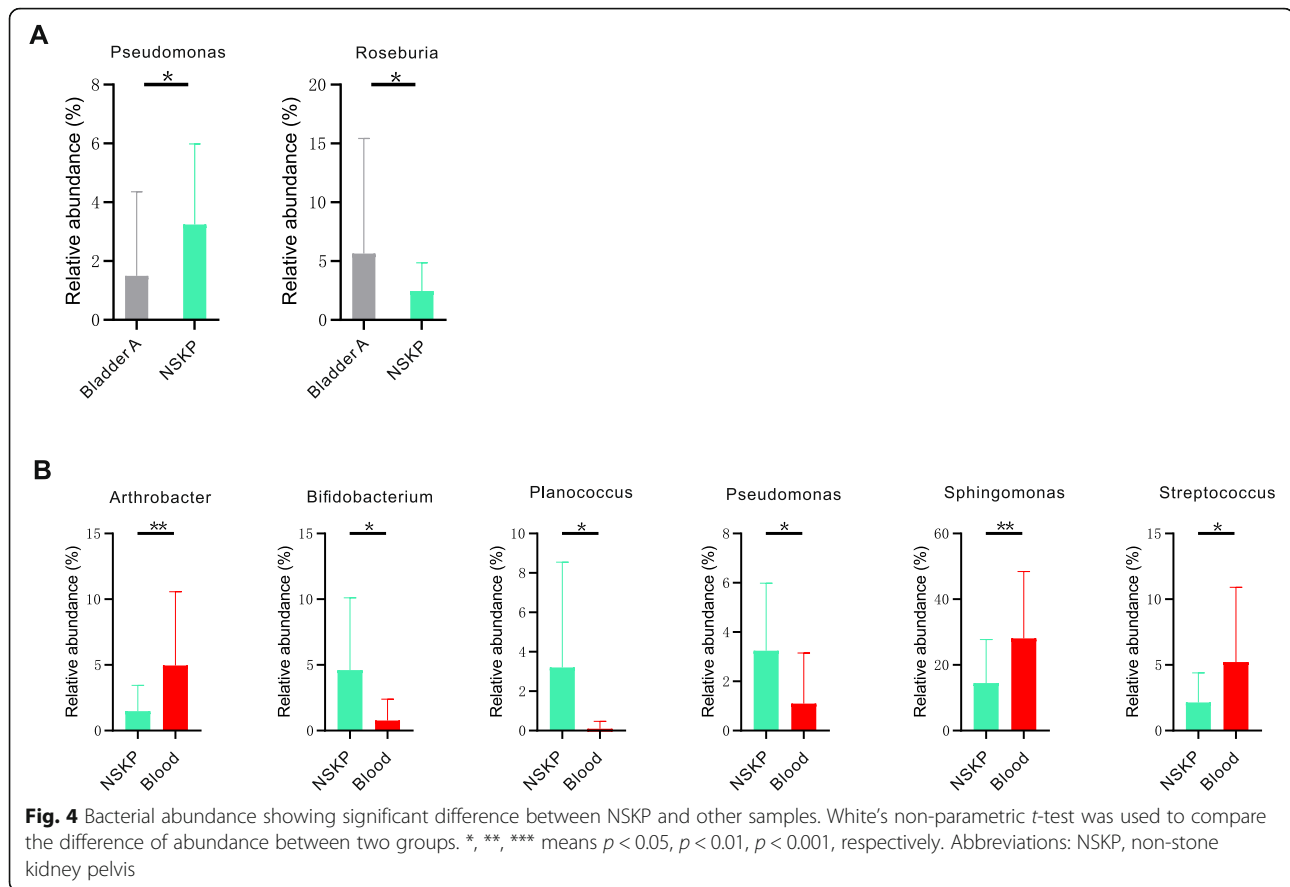 A
Pseudomonas
*
Relative abundance (%)
8
6
4
2
0
Bladder A
NSKP
Roseburia
*
Relative abundance (%)
20
15
10
5
0
Bladder A
NSKP
B
Arthrobacter
**
Relative abundance (%)
15
10
5
0
NSKP
Blood
Bifidobacterium
*
Relative abundance (%)
15
10
5
0
NSKP
Blood
Planococcus
*
Relative abundance (%)
10
8
6
4
2
0
NSKP
Blood
Pseudomonas
*
Relative abundance (%)
8
6
4
2
0
NSKP
Blood
Sphingomonas
**
Relative abundance (%)
60
40
20
0
NSKP
Blood
Streptococcus
*
Relative abundance (%)
15
10
5
0
NSKP
Blood
Fig. 4 Bacterial abundance showing significant difference between NSKP and other samples. White's non-parametric t-test was used to compare
the difference of abundance between two groups. *, **, *** means p < 0.05, p < 0.01, p < 0.001, respectively. Abbreviations: NSKP, non-stone
kidney pelvis